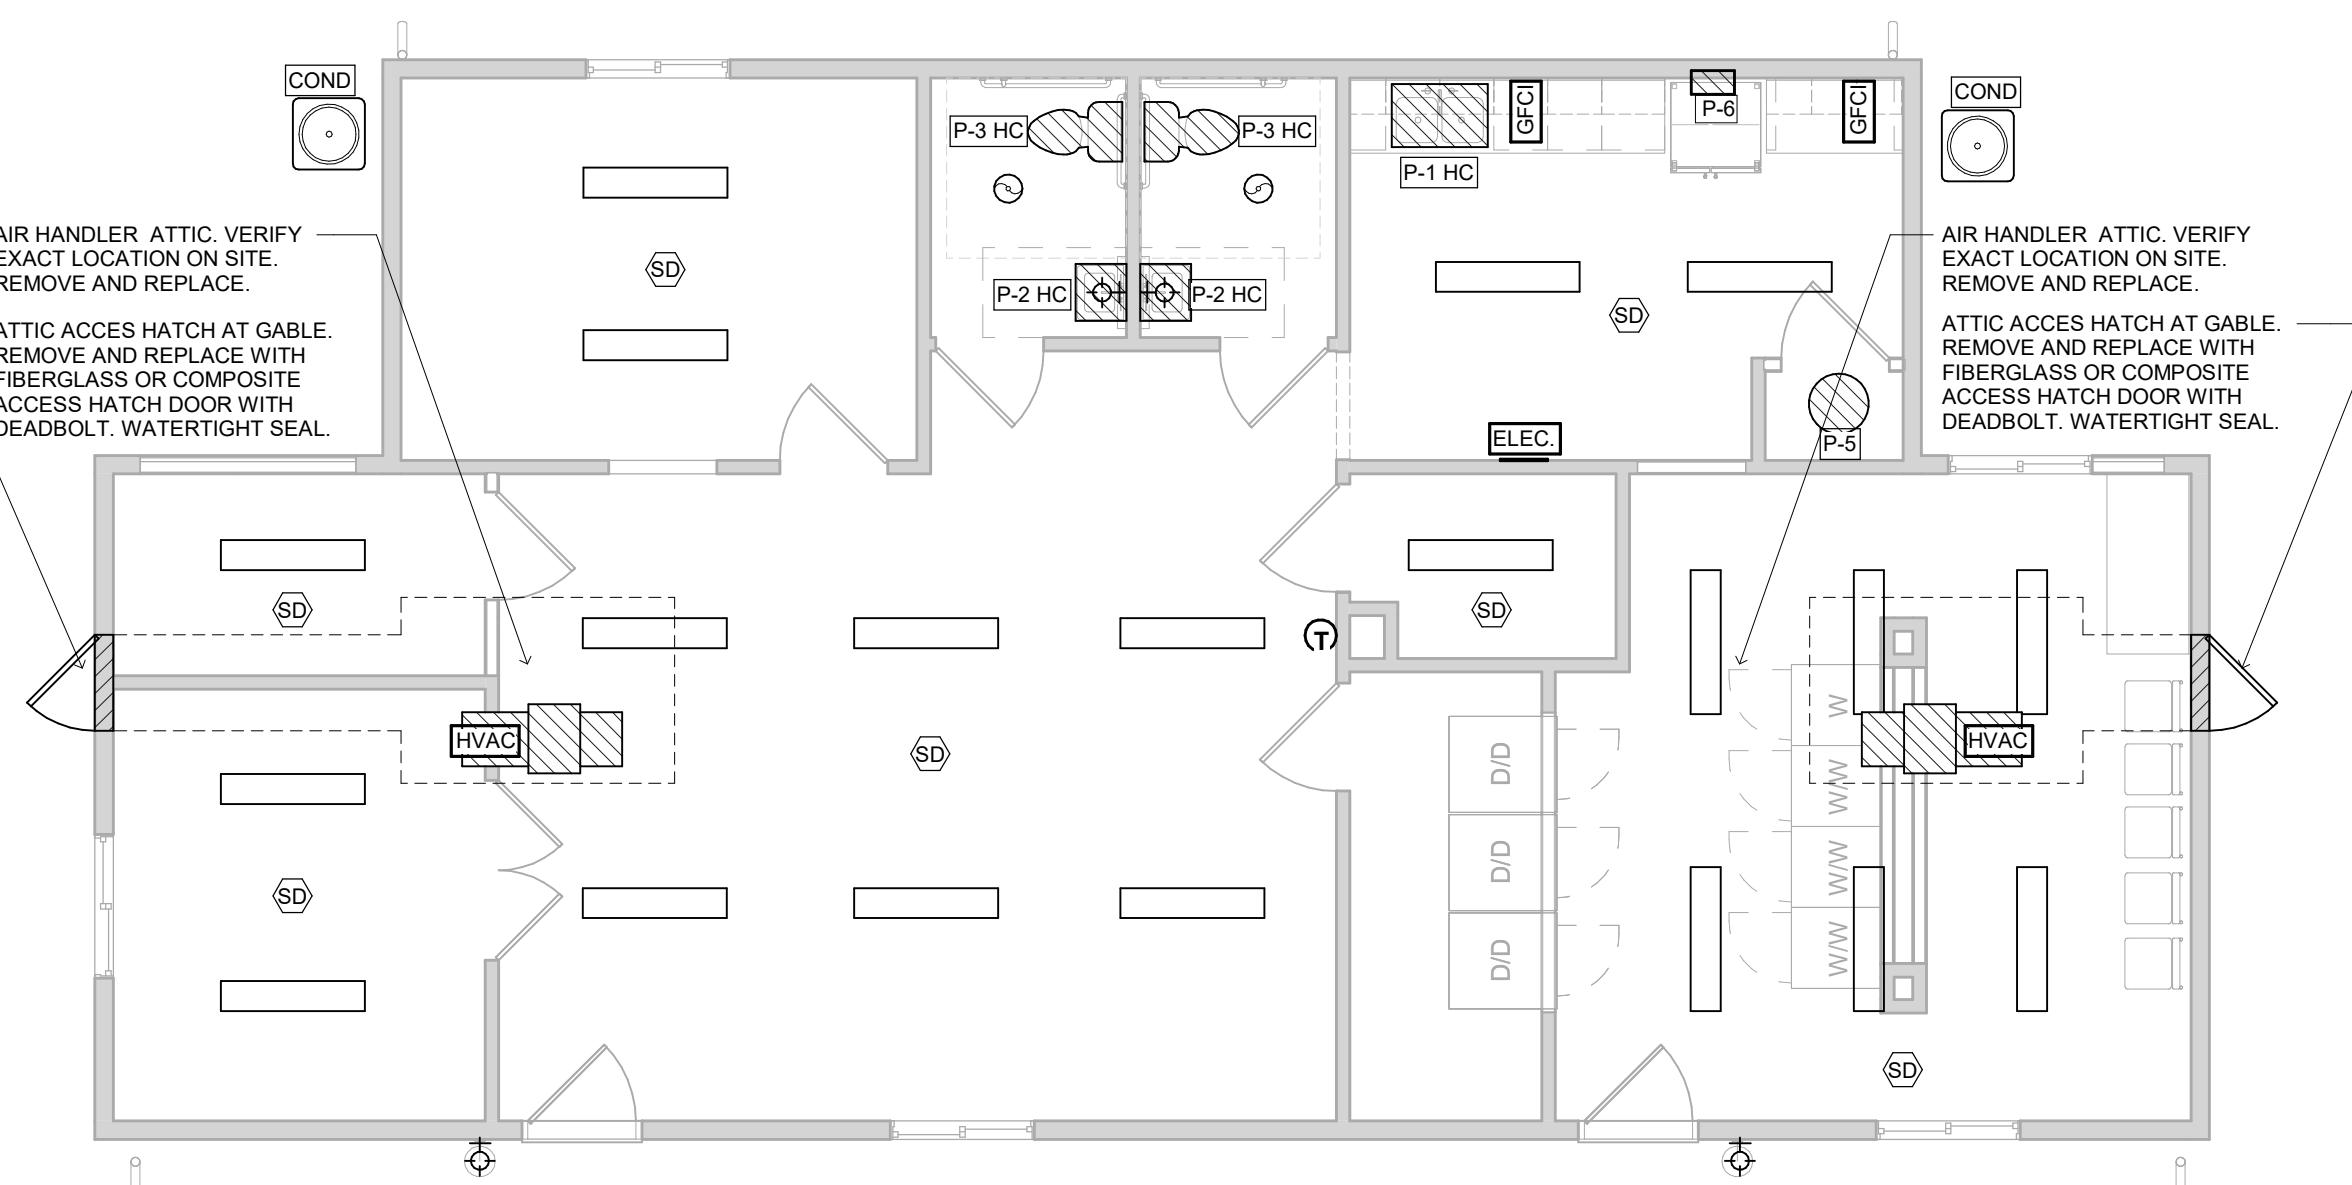 COND
COND
GFCI
GFCI
P-6
P-3 HC
P-3 HC
P-1 HC
AIR HANDLER ATTIC. VERIFY
EXACT LOCATION ON SITE.
REMOVE AND REPLACE.
AIR HANDLER ATTIC. VERIFY
EXACT LOCATION ON SITE.
REMOVE AND REPLACE.
SD
P-2 HC
P-2 HC
SD
ATTIC ACCES HATCH AT GABLE.
REMOVE AND REPLACE WITH
FIBERGLASS OR COMPOSITE
ACCESS HATCH DOOR WITH
DEADBOLT. WATERTIGHT SEAL.
ATTIC ACCES HATCH AT GABLE.
REMOVE AND REPLACE WITH
FIBERGLASS OR COMPOSITE
ACCESS HATCH DOOR WITH
DEADBOLT. WATERTIGHT SEAL.
ELEC.
P-5
SD
T
SD
HVAC
SD
D/D
W
HVAC
W/W
D/D
W/W
SD
D/D
W/W
SD